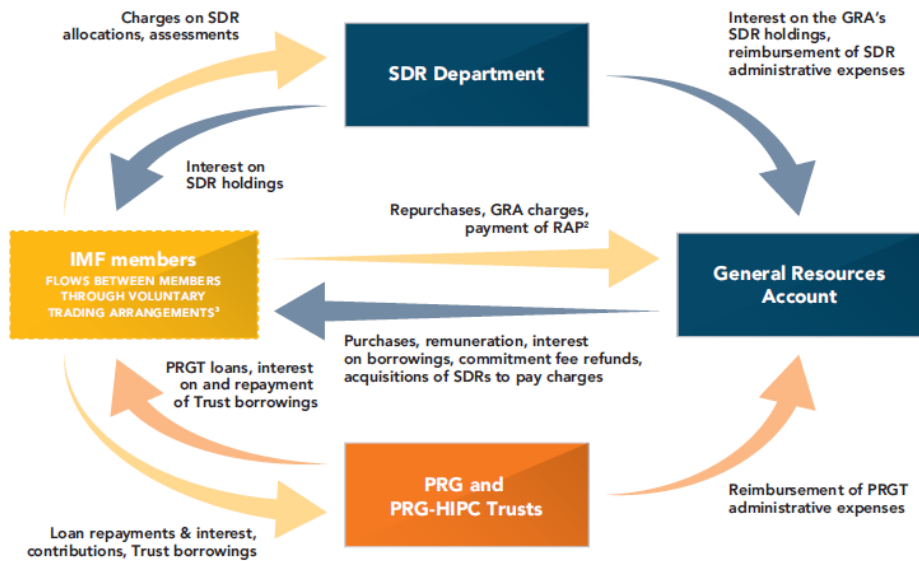 Charges on SDR
allocations, assessments
Interest on the GRA’s
SDR holdings,
reimbursement of SDR
administrative expenses
SDR Department
Interest on
SDR holdings
Repurchases, GRA charges,
payment of RAP²
IMF members
FLOWS BETWEEN MEMBERS
THROUGH VOLUNTARY
TRADING ARRANGEMENTS³
General Resources
Account
Purchases, remuneration, interest
on borrowings, commitment fee refunds,
acquisitions of SDRs to pay charges
PRGT loans, interest
on and repayment
of Trust borrowings
PRG and
PRG-HIPC Trusts
Reimbursement of PRGT
administrative expenses
Loan repayments & interest,
contributions, Trust borrowings